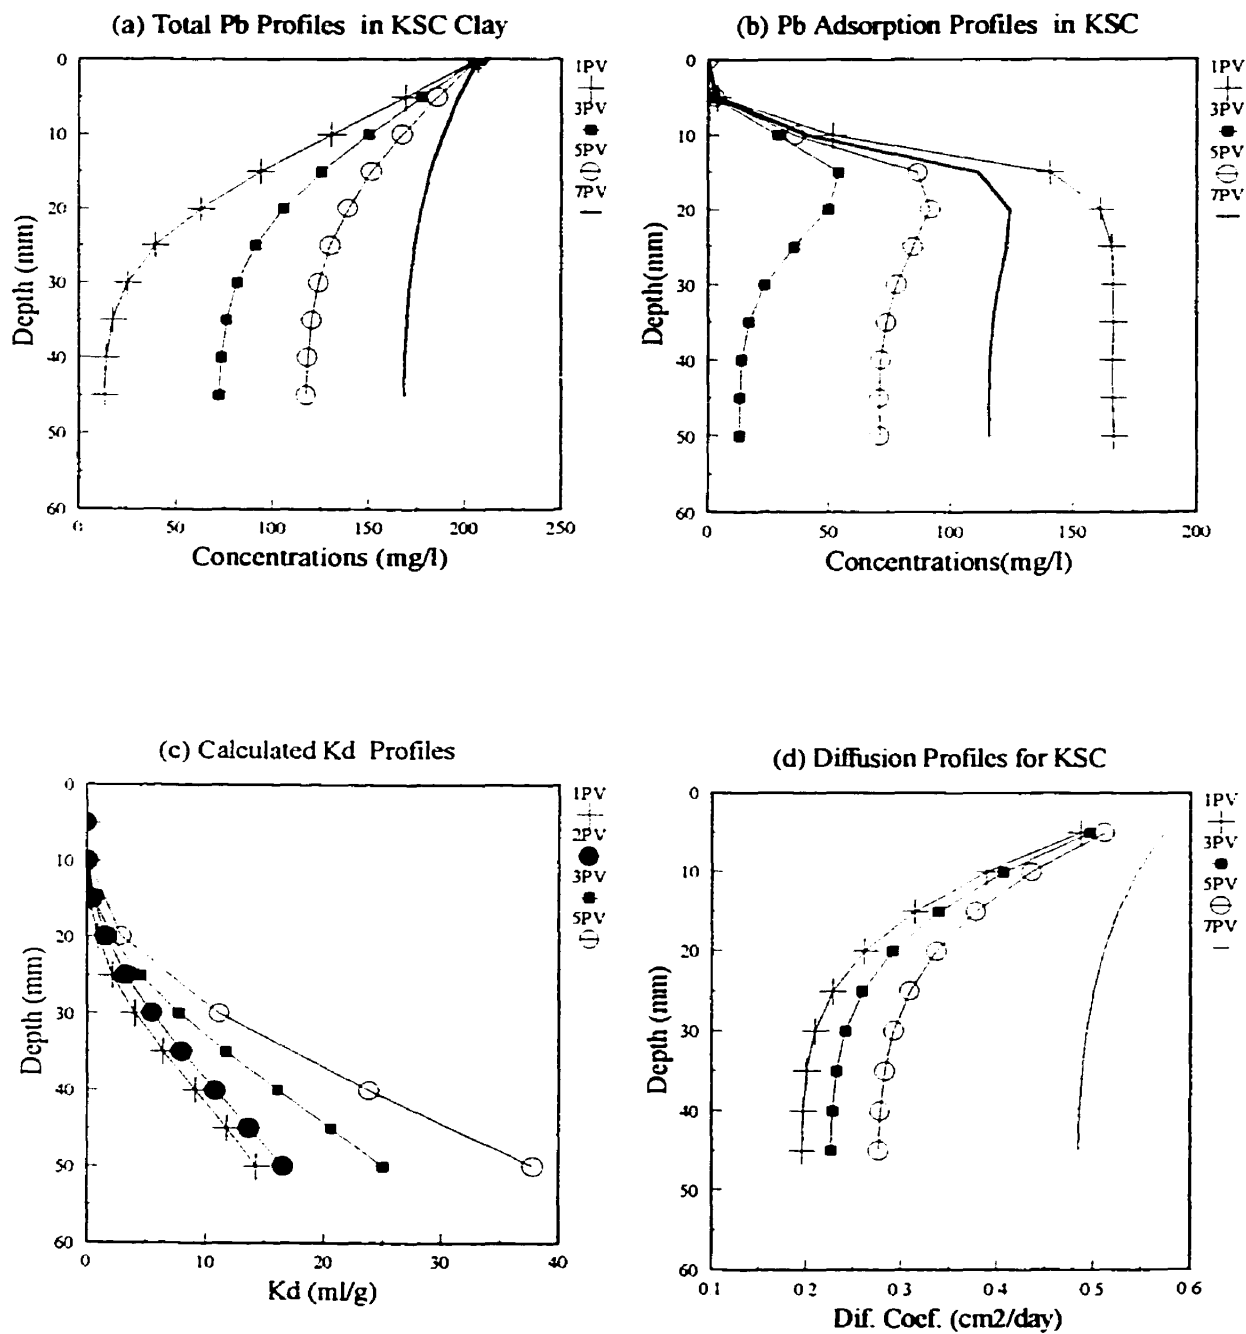 (a) Total Pb Profiles in KSC Clay
0
10
20
30
40
50
60
Depth (mm)
0 50 100 150 200 250
Concentrations (mg/l)
1PV
3PV
5PV
7PV
(b) Pb Adsorption Profiles in KSC
0
10
20
30
40
50
60
Depth(mm)
0 50 100 150 200
Concentrations(mg/l)
1PV
3PV
5PV
7PV
(c) Calculated Kd Profiles
0
10
20
30
40
50
60
Depth (mm)
0 10 20 30 40
Kd (ml/g)
1PV
2PV
3PV
5PV
(d) Diffusion Profiles for KSC
0
10
20
30
40
50
60
Depth (mm)
0.1 0.2 0.3 0.4 0.5 0.6
Dif. Coef. (cm2/day)
1PV
3PV
5PV
7PV